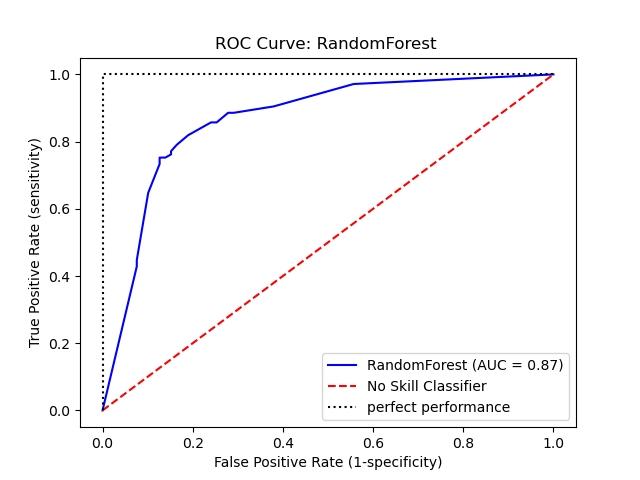 ROC Curve: RandomForest
True Positive Rate (sensitivity)
1.0
0.8
0.6
0.4
0.2
0.0
RandomForest (AUC = 0.87)
No Skill Classifier
perfect performance
0.0 0.2 0.4 0.6 0.8 1.0
False Positive Rate (1-specificity)